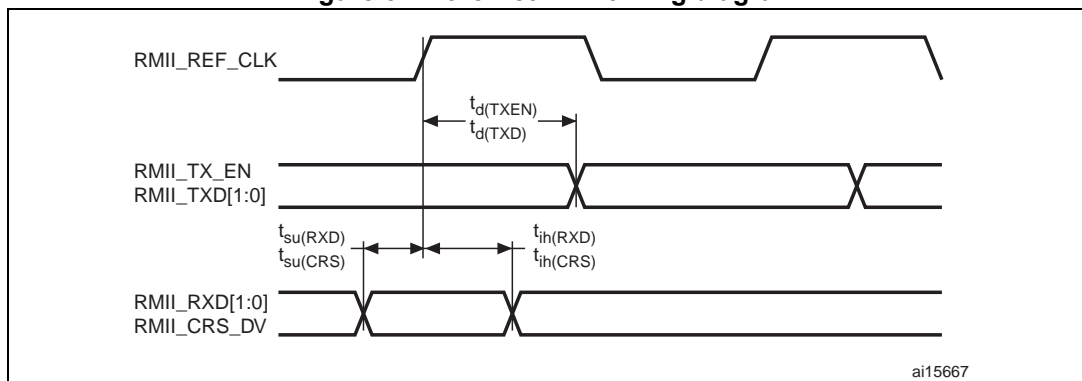 RMII_REF_CLK
td(TXEN)
td(TXD)
RMII_TX_EN
RMII_TXD[1:0]
tsu(RXD)
tsu(CRS)
tih(RXD)
tih(CRS)
RMII_RXD[1:0]
RMII_CRS_DV
ai15667